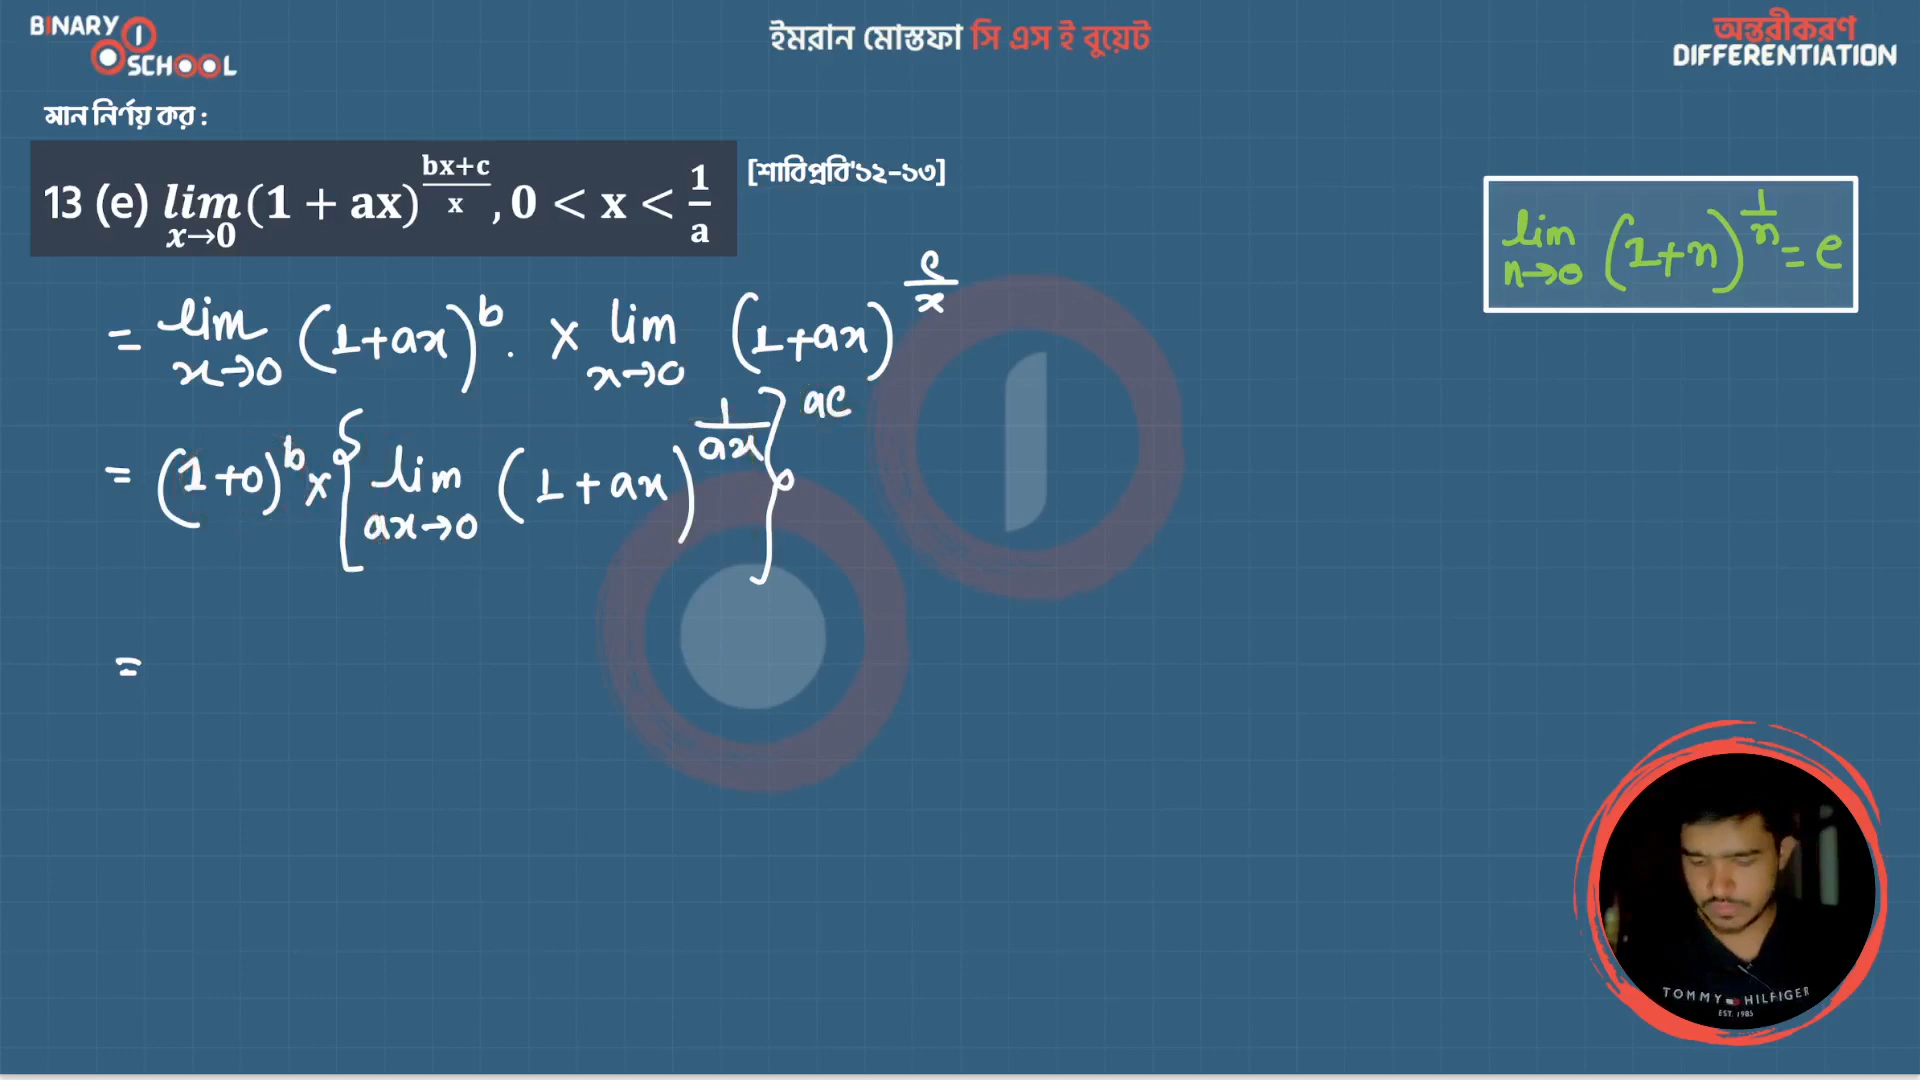 BINARY SCHOOL
ইমরান মোস্তফা সি এস ই বুয়েট
অন্তরীকরণ
DIFFERENTIATION
মান নির্ণয় কর :
13 (e) lim x→0 (1 + ax)^((bx+c)/x), 0 < x < 1/a
[শাবিপ্রবি'১২-১৩]
lim n→0 (1+n)^(1/n) = e
= lim x→0 (1+ax)^b . × lim x→0 (1+ax)^(c/x)
= (1+0)^b × {lim ax→0 (1+ax)^(1/ax)}^ac
=
TOMMY HILFIGER
EST. 1985